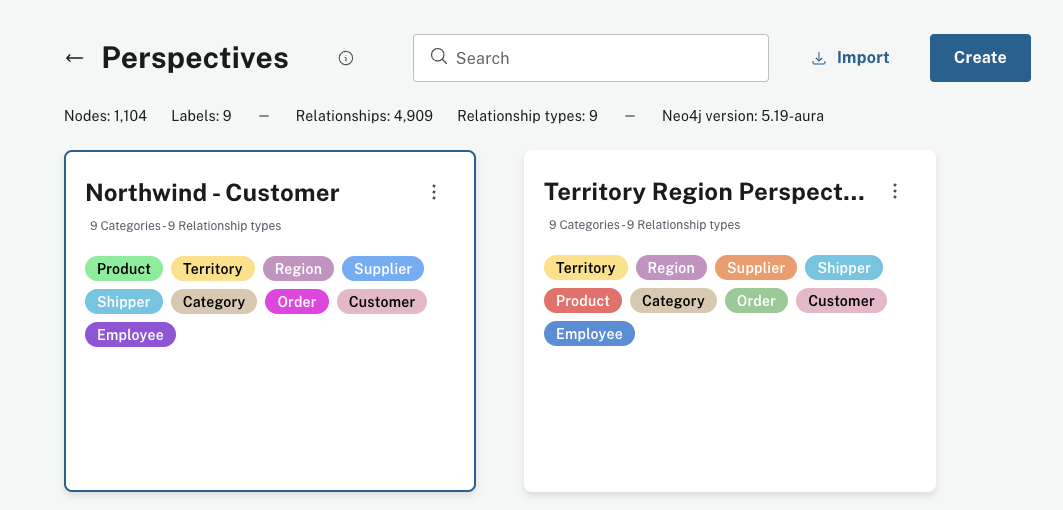 ← Perspectives
Search
Import
Create
Nodes: 1,104 Labels: 9 — Relationships: 4,909 Relationship types: 9 — Neo4j version: 5.19-aura
Northwind - Customer
9 Categories - 9 Relationship types
Product Territory Region Supplier
Shipper Category Order Customer
Employee
Territory Region Perspect...
9 Categories - 9 Relationship types
Territory Region Supplier Shipper
Product Category Order Customer
Employee